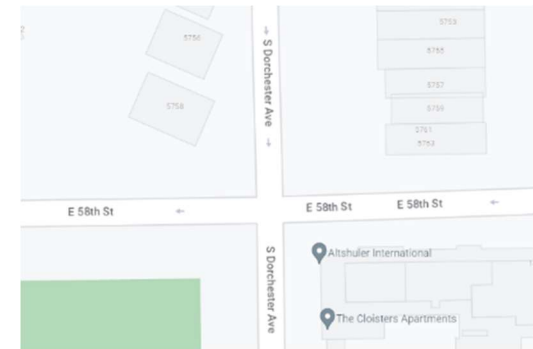 5753
5756
5755
S Dorchester Ave
5757
5758
5759
5761
5763
E 58th St
E 58th St
E 58th St
S Dorchester Ave
Altshuler International
The Cloisters Apartments